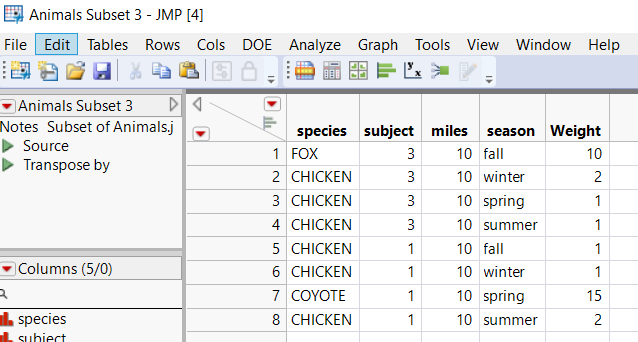 Animals Subset 3 - JMP [4]
File Edit Tables Rows Cols DOE Analyze Graph Tools View Window Help
Animals Subset 3
Notes Subset of Animals.j
Source
Transpose by
Columns (5/0)
species
subject
species subject miles season Weight
1 FOX 3 10 fall 10
2 CHICKEN 3 10 winter 2
3 CHICKEN 3 10 spring 1
4 CHICKEN 3 10 summer 1
5 CHICKEN 1 10 fall 1
6 CHICKEN 1 10 winter 1
7 COYOTE 1 10 spring 15
8 CHICKEN 1 10 summer 2